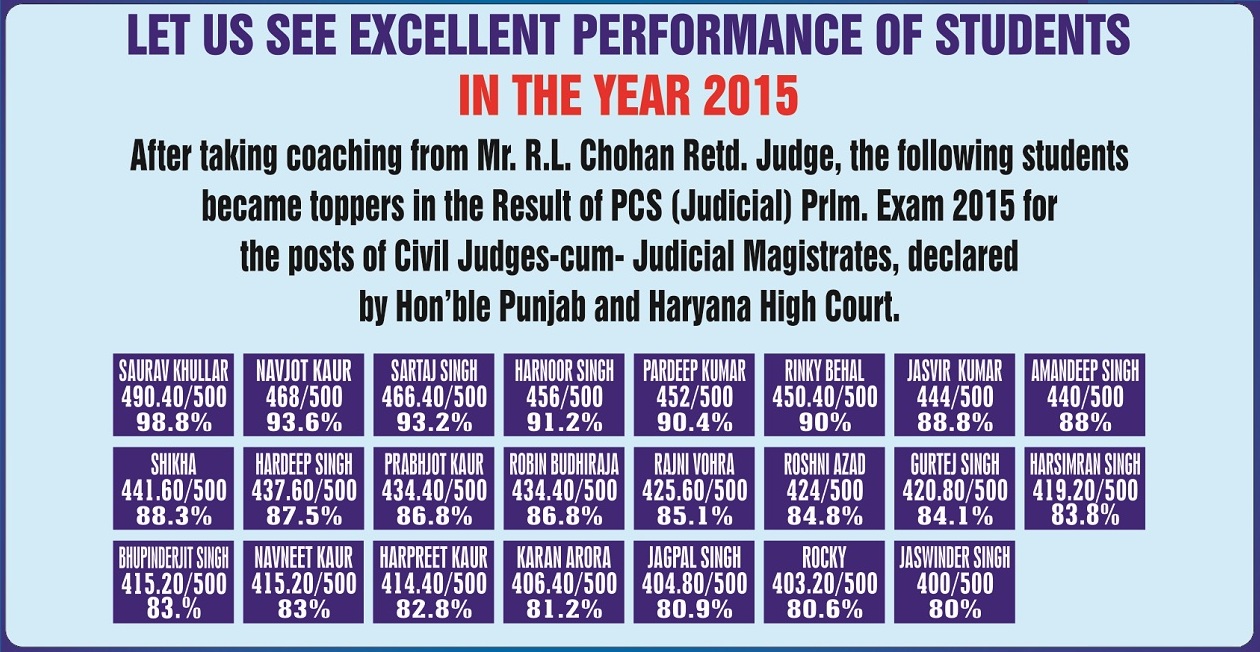 LET US SEE EXCELLENT PERFORMANCE OF STUDENTS
IN THE YEAR 2015
After taking coaching from Mr. R.L. Chohan Retd. Judge, the following students
became toppers in the Result of PCS (Judicial) Prlm. Exam 2015 for
the posts of Civil Judges-cum- Judicial Magistrates, declared
by Hon'ble Punjab and Haryana High Court.
SAURAV KHULLAR
490.40/500
98.8%
NAVJOT KAUR
468/500
93.6%
SARTAJ SINGH
466.40/500
93.2%
HARNOOR SINGH
456/500
91.2%
PARDEEP KUMAR
452/500
90.4%
RINKY BEHAL
450.40/500
90%
JASVIR KUMAR
444/500
88.8%
AMANDEEP SINGH
440/500
88%
SHIKHA
441.60/500
88.3%
HARDEEP SINGH
437.60/500
87.5%
PRABHJOT KAUR
434.40/500
86.8%
ROBIN BUDHIRAJA
434.40/500
86.8%
RAJNI VOHRA
425.60/500
85.1%
ROSHNI AZAD
424/500
84.8%
GURTEJ SINGH
420.80/500
84.1%
HARSIMRAN SINGH
419.20/500
83.8%
BHUPINDERJIT SINGH
415.20/500
83.%
NAVNEET KAUR
415.20/500
83%
HARPREET KAUR
414.40/500
82.8%
KARAN ARORA
406.40/500
81.2%
JAGPAL SINGH
404.80/500
80.9%
ROCKY
403.20/500
80.6%
JASWINDER SINGH
400/500
80%